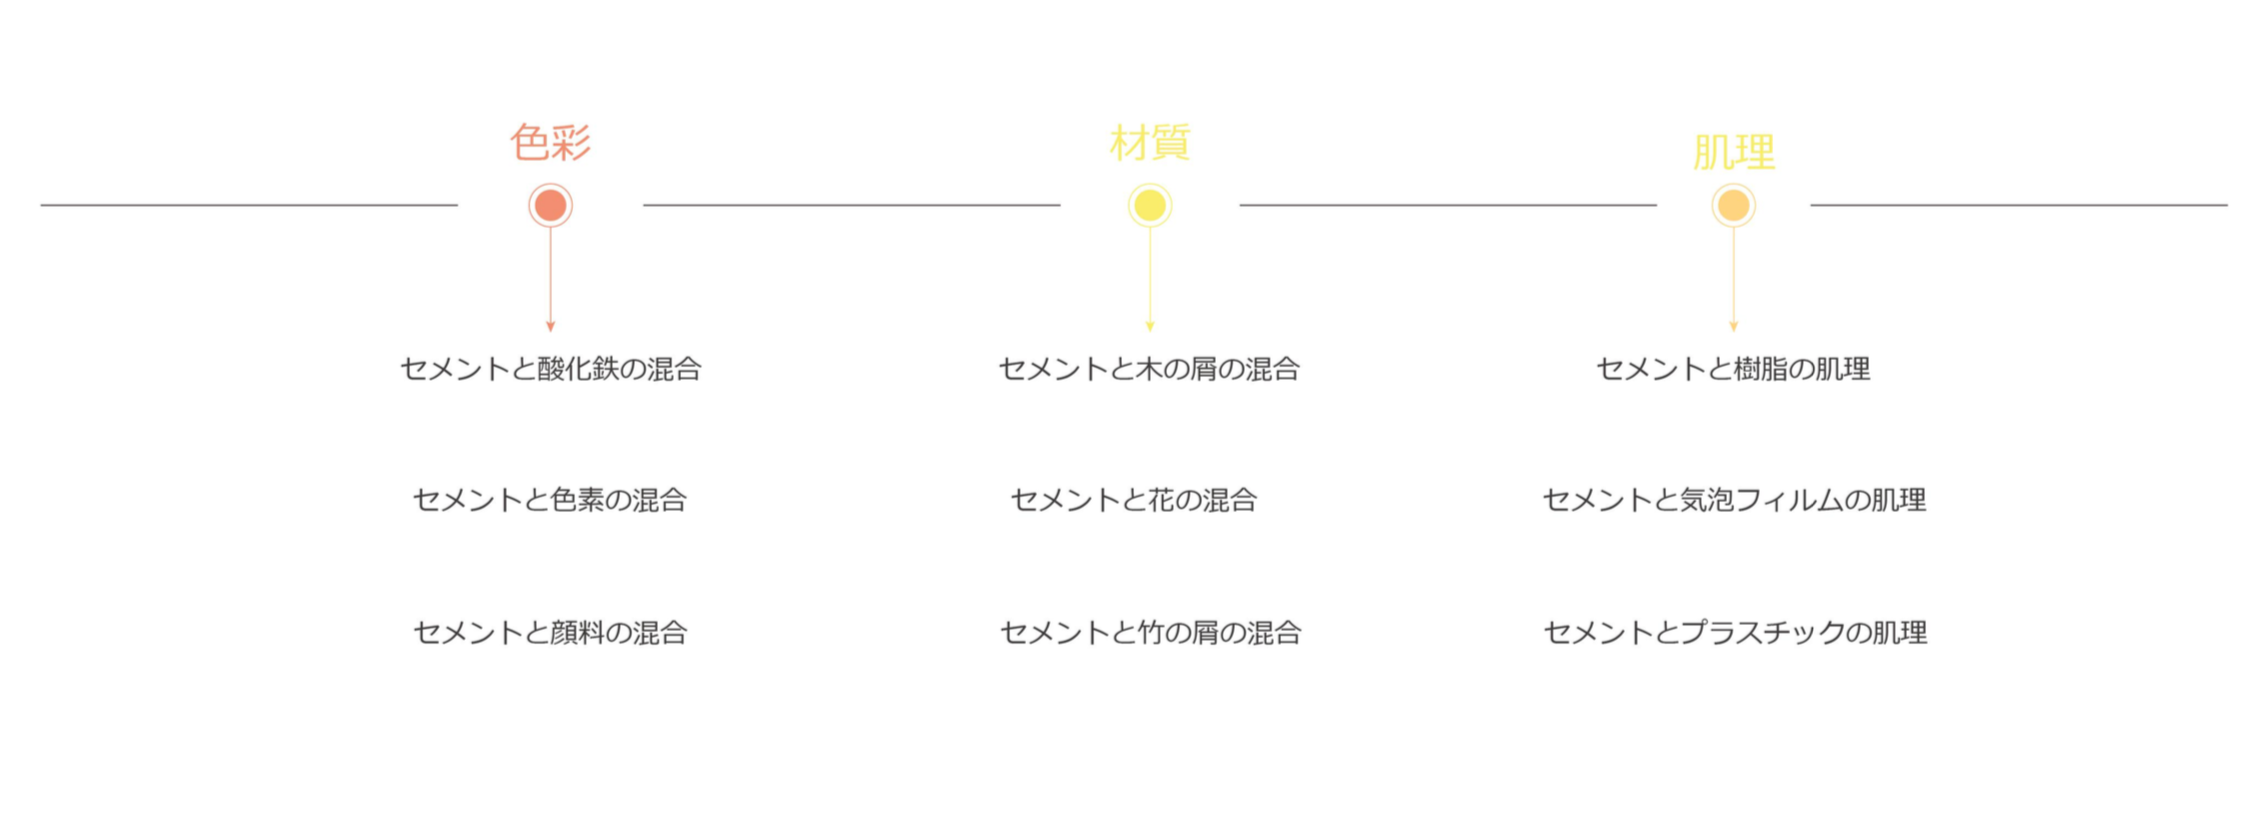 色彩
材質
肌理
セメントと酸化鉄の混合
セメントと木の屑の混合
セメントと樹脂の肌理
セメントと色素の混合
セメントと花の混合
セメントと気泡フィルムの肌理
セメントと顔料の混合
セメントと竹の屑の混合
セメントとプラスチックの肌理